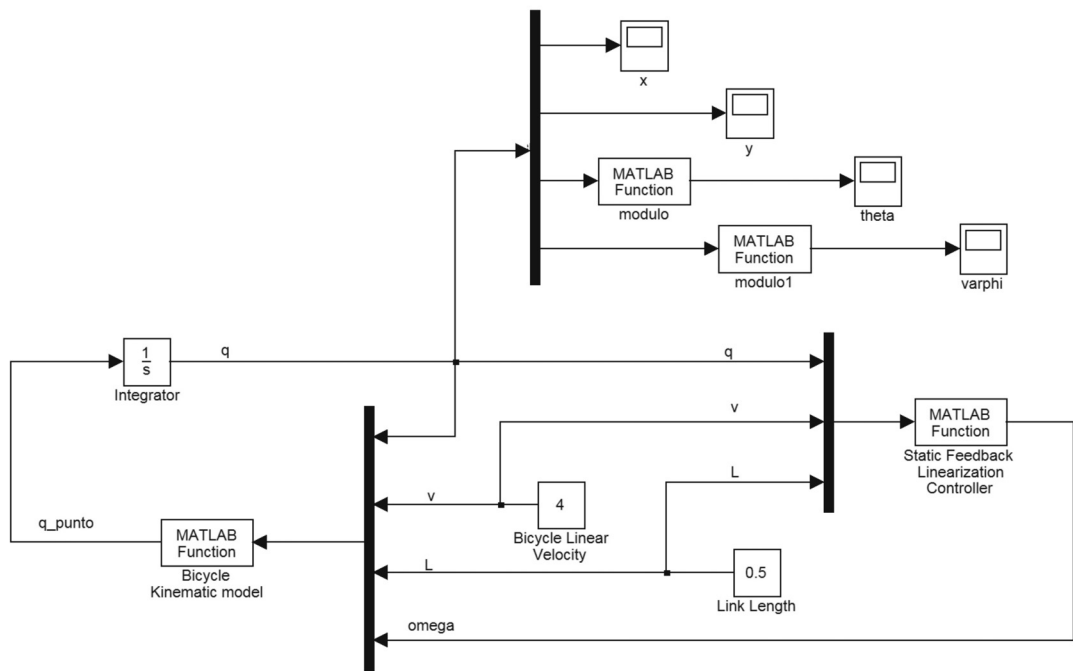 x
y
MATLAB
Function
modulo
theta
MATLAB
Function
modulo1
varphi
1
s
Integrator
q
q
v
MATLAB
Function
Static Feedback
Linearization
Controller
L
v
4
Bicycle Linear
Velocity
q_punto
MATLAB
Function
Bicycle
Kinematic model
L
0.5
Link Length
omega